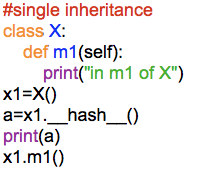 #single inheritance
class X:
    def m1(self):
        print("in m1 of X")
x1=X()
a=x1.__hash__()
print(a)
x1.m1()